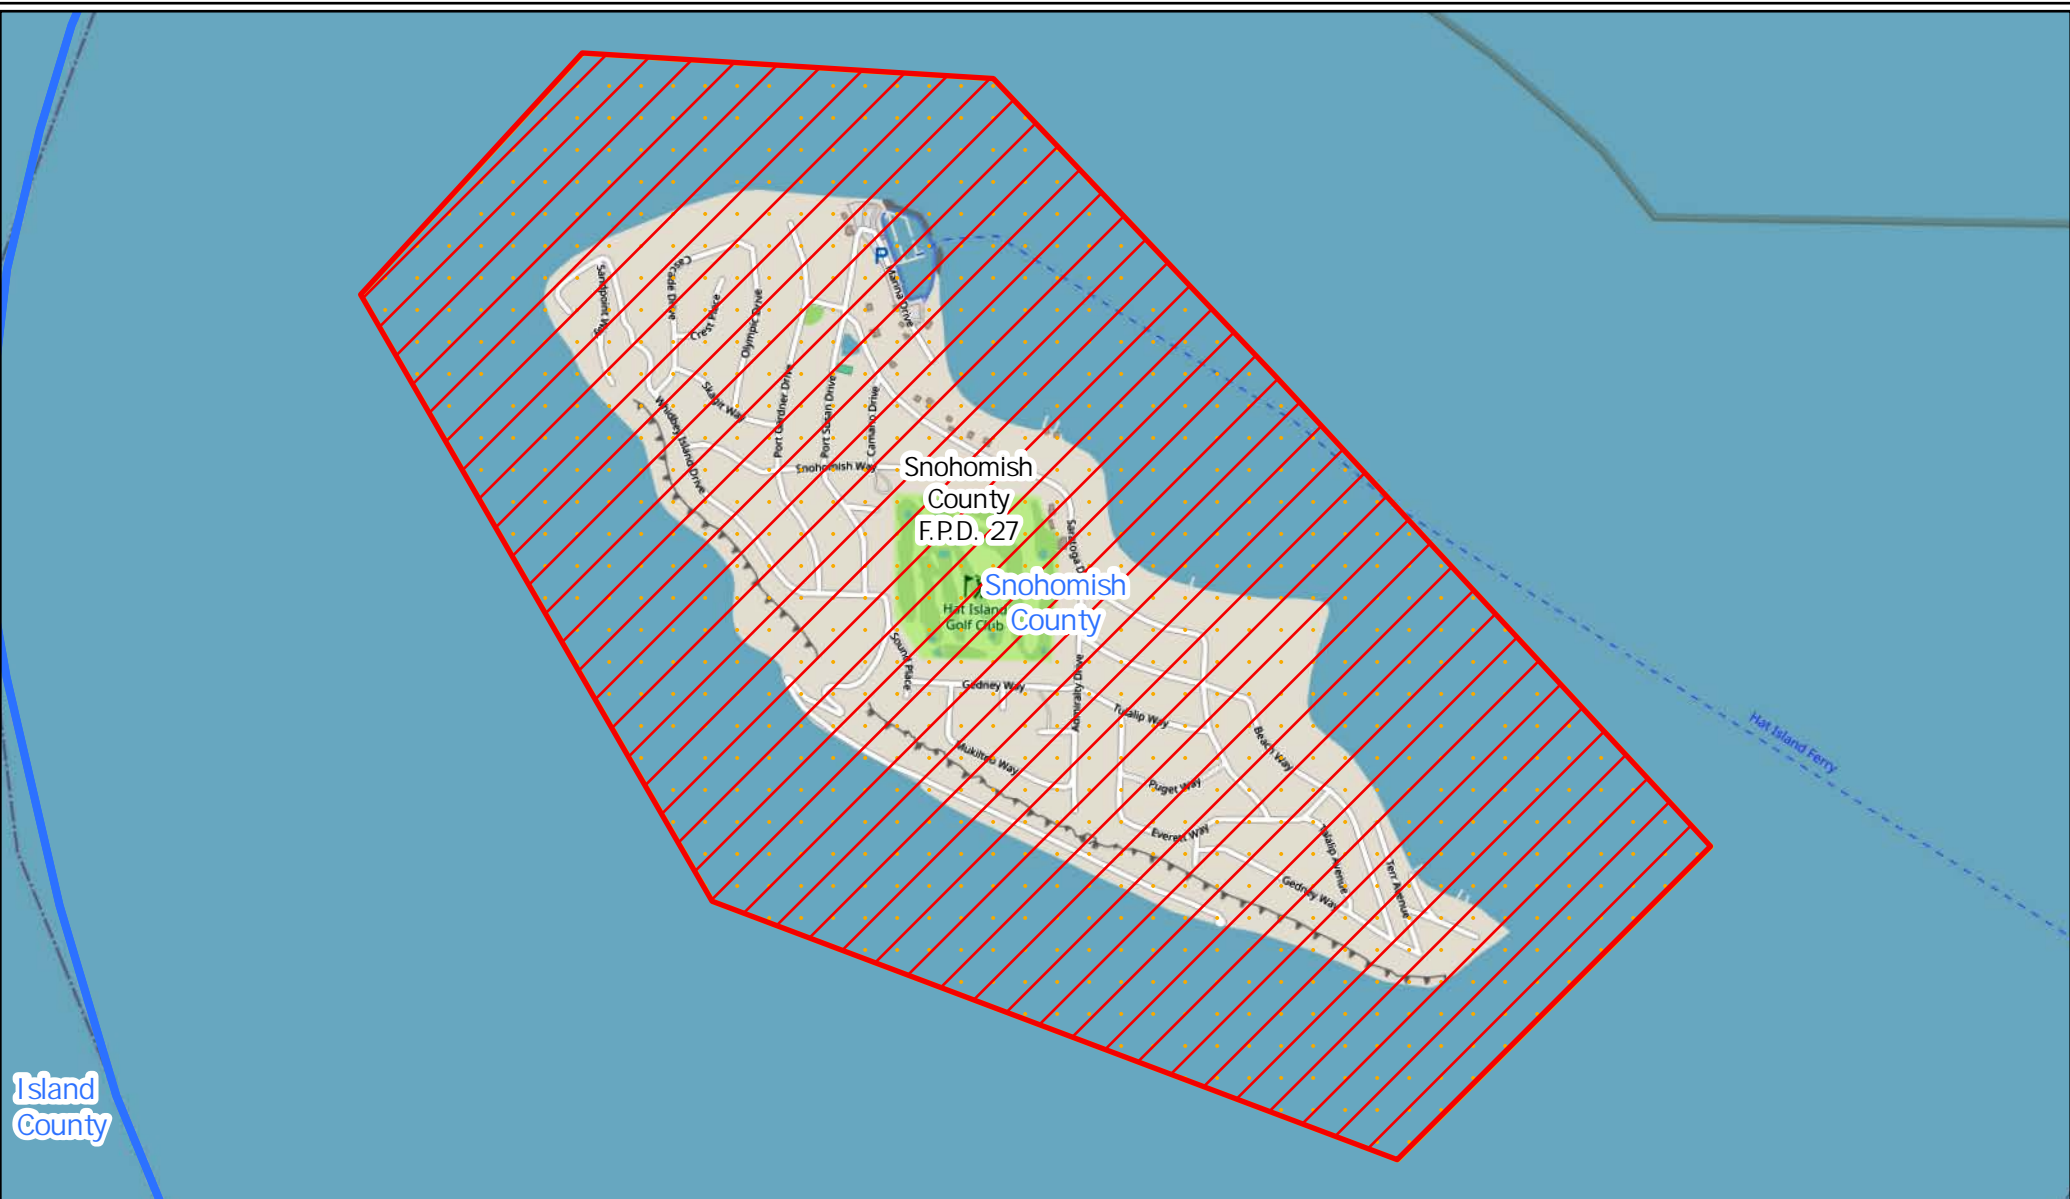 P
Marina Drive
Sandpoint Way
Cascade Drive
Crest Place
Olympic Drive
Skagit Way
Port Gardner Drive
Port Susan Drive
Camano Drive
Whidbey Island Drive
Snohomish Way
Snohomish
County
F.P.D. 27
Saratoga D
Snohomish
County
Hat Island
Golf Club
Sound Place
Gedney Way
Admiralty Drive
Tulalip Way
Hat Island Ferry
Mukilteo Way
Beach Way
Puget Way
Everett Way
Tulalip Avenue
Terr Avenue
Gedney Way
Island
County